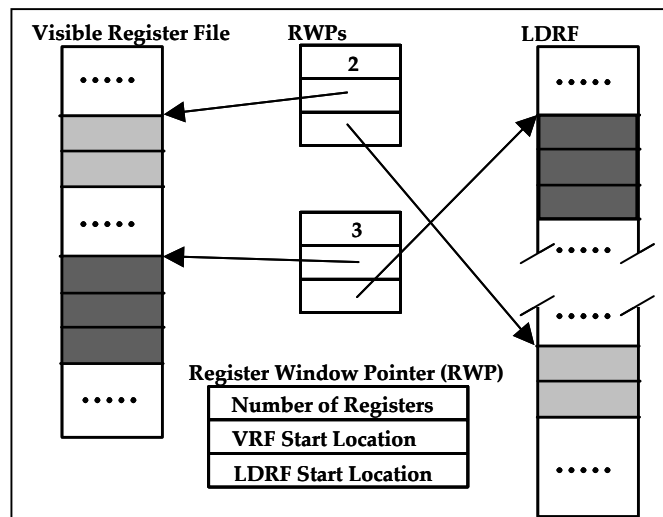 Visible Register File
RWPs
LDRF
.....
2
.....
.....
3
.....
.....
.....
Register Window Pointer (RWP)
Number of Registers
VRF Start Location
LDRF Start Location
.....
.....